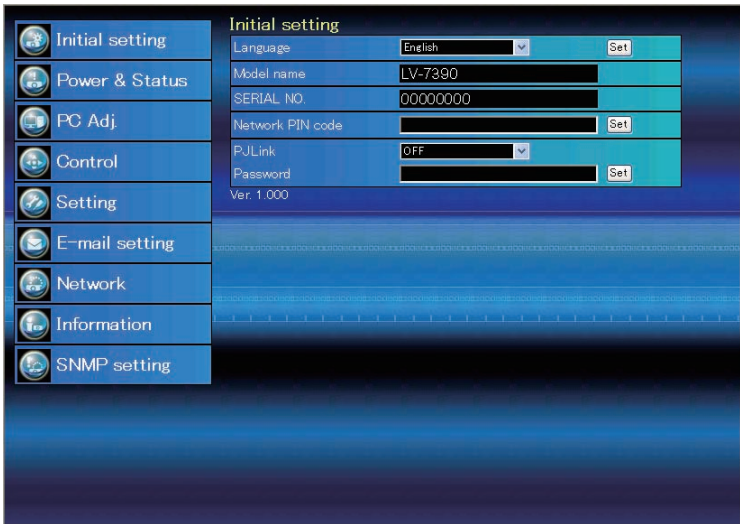 Initial setting
Power & Status
PC Adj.
Control
Setting
E-mail setting
Network
Information
SNMP setting
Initial setting
Language English Set
Model name LV-7390
SERIAL NO. 00000000
Network PIN code Set
PJLink OFF
Password Set
Ver. 1.000